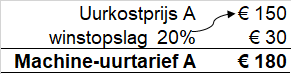 Uurkostprijs A € 150
winstopslag 20% € 30
Machine-uurtarief A € 180